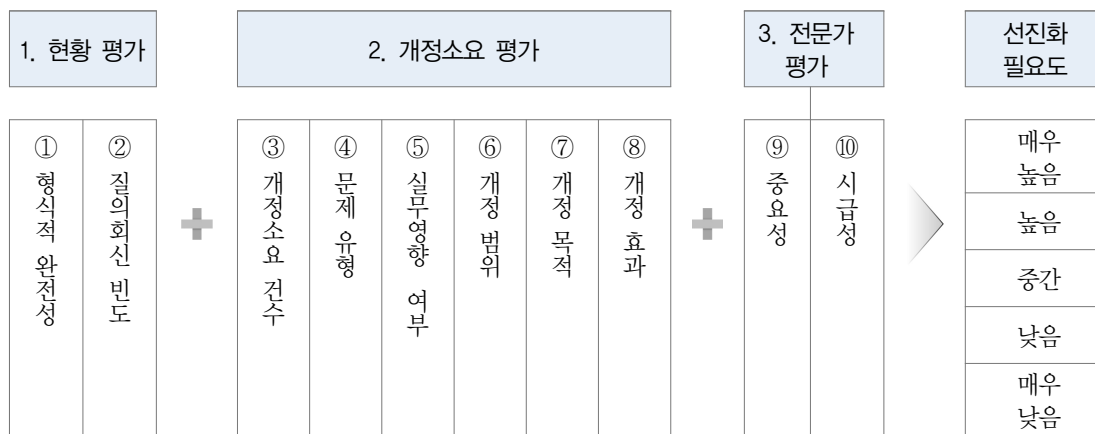 1. 현황 평가
2. 개정소요 평가
3. 전문가
평가
선진화
필요도
① 형식적 완전성
② 질의회신 빈도
③ 개정소요 건수
④ 문제 유형
⑤ 실무영향 여부
⑥ 개정 범위
⑦ 개정 목적
⑧ 개정 효과
⑨ 중요성
⑩ 시급성
매우
높음
높음
중간
낮음
매우
낮음